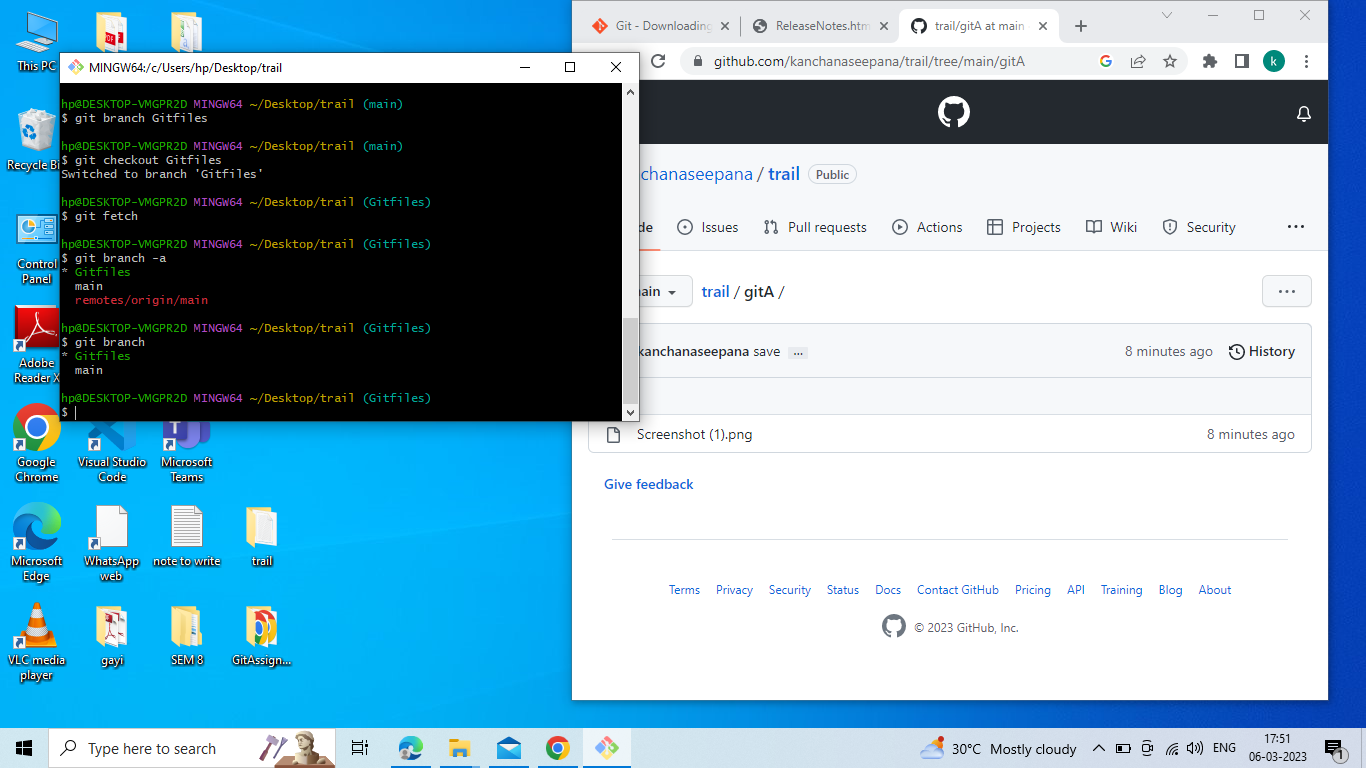 This PC
Recycle Bi
Control
Panel
Adobe
Reader X
Google
Chrome
Visual Studio
Code
Microsoft
Teams
Microsoft
Edge
WhatsApp
web
note to write
trail
VLC media
player
gayi
SEM 8
GitAssign...
MINGW64:/c/Users/hp/Desktop/trail
hp@DESKTOP-VMGPR2D MINGW64 ~/Desktop/trail (main)
$ git branch Gitfiles
hp@DESKTOP-VMGPR2D MINGW64 ~/Desktop/trail (main)
$ git checkout Gitfiles
Switched to branch 'Gitfiles'
hp@DESKTOP-VMGPR2D MINGW64 ~/Desktop/trail (Gitfiles)
$ git fetch
hp@DESKTOP-VMGPR2D MINGW64 ~/Desktop/trail (Gitfiles)
$ git branch -a
* Gitfiles
main
remotes/origin/main
hp@DESKTOP-VMGPR2D MINGW64 ~/Desktop/trail (Gitfiles)
$ git branch
* Gitfiles
main
hp@DESKTOP-VMGPR2D MINGW64 ~/Desktop/trail (Gitfiles)
$
Git - Downloading
ReleaseNotes.htm
trail/gitA at main
github.com/kanchanaseepana/trail/tree/main/gitA
k
chanaseepana / trail Public
de Issues Pull requests Actions Projects Wiki Security
ain trail / gitA /
kanchanaseepana save ... 8 minutes ago History
Screenshot (1).png 8 minutes ago
Give feedback
Terms Privacy Security Status Docs Contact GitHub Pricing API Training Blog About
© 2023 GitHub, Inc.
Type here to search
30°C Mostly cloudy
ENG
17:51
06-03-2023
1